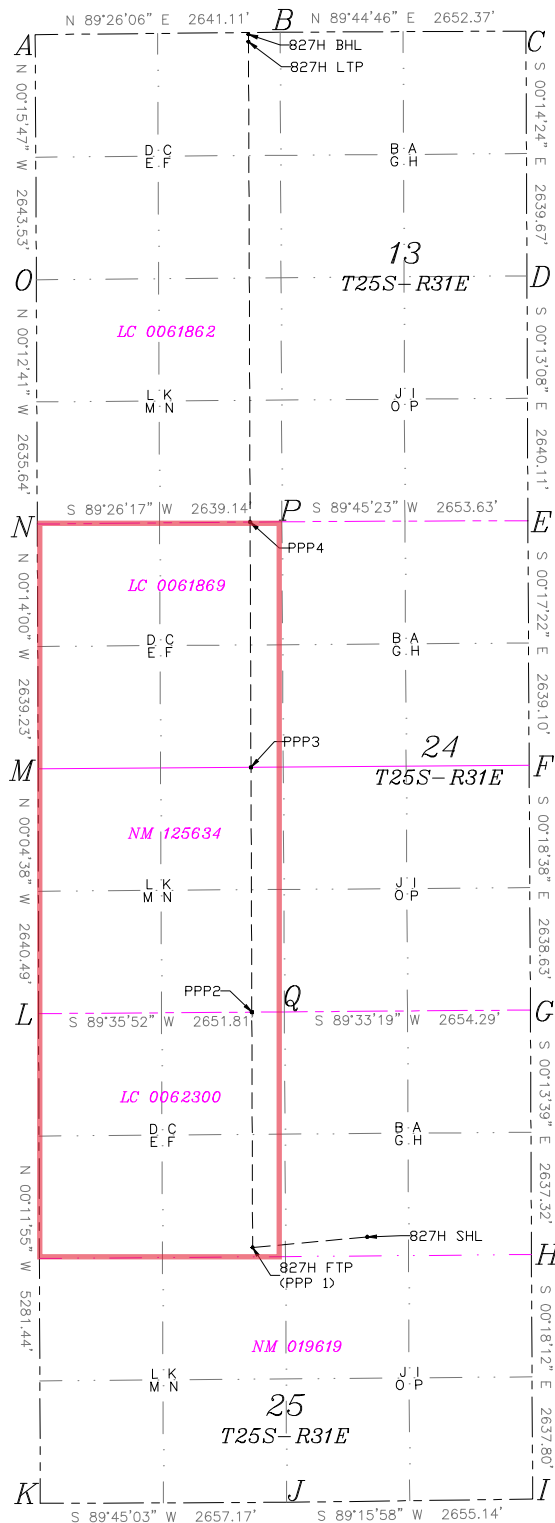 N 89°26'06" E 2641.11'
B
N 89°44'46" E 2652.37'
A
C
827H BHL
827H LTP
N 00°15'47" W 2643.53'
S 00°14'24" E 2639.67'
D C
E F
B A
G H
13
T25S-R31E
O
D
LC 0061862
N 00°12'41" W 2635.64'
S 00°13'08" E 2640.11'
L K
M N
J I
O P
S 89°26'17" W 2639.14'
P
S 89°45'23" W 2653.63'
N
E
PPP4
LC 0061869
N 00°14'00" W 2639.23'
S 00°17'22" E 2639.10'
D C
E F
B A
G H
PPP3
24
T25S-R31E
M
F
NM 125634
N 00°04'38" W 2640.49'
S 00°18'38" E 2638.63'
L K
M N
J I
O P
PPP2
Q
L
G
S 89°35'52" W 2651.81'
S 89°33'19" W 2654.29'
LC 0062300
S 00°13'39" E 2637.32'
D C
E F
B A
G H
827H SHL
H
827H FTP
(PPP 1)
N 00°11'55" W 5281.44'
NM 019619
S 00°18'12" E 2637.80'
L K
M N
J I
O P
25
T25S-R31E
K
J
I
S 89°45'03" W 2657.17'
S 89°15'58" W 2655.14'